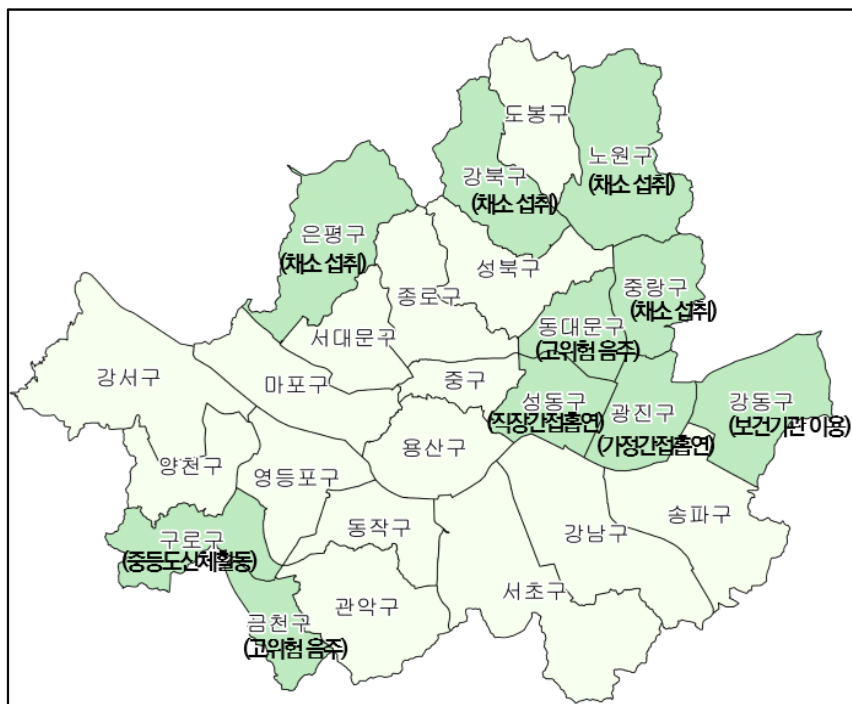 도봉구
노원구
(채소 섭취)
강북구
(채소 섭취)
은평구
(채소 섭취)
성북구
종로구
중랑구
(채소 섭취)
동대문구
(고위험 음주)
서대문구
강서구
마포구
중구
성동구
(직장간접흡연)
광진구
(가정간접흡연)
강동구
(보건기관 이용)
용산구
양천구
영등포구
송파구
동작구
강남구
구로구
(중등도신체활동)
서초구
관악구
금천구
(고위험 음주)